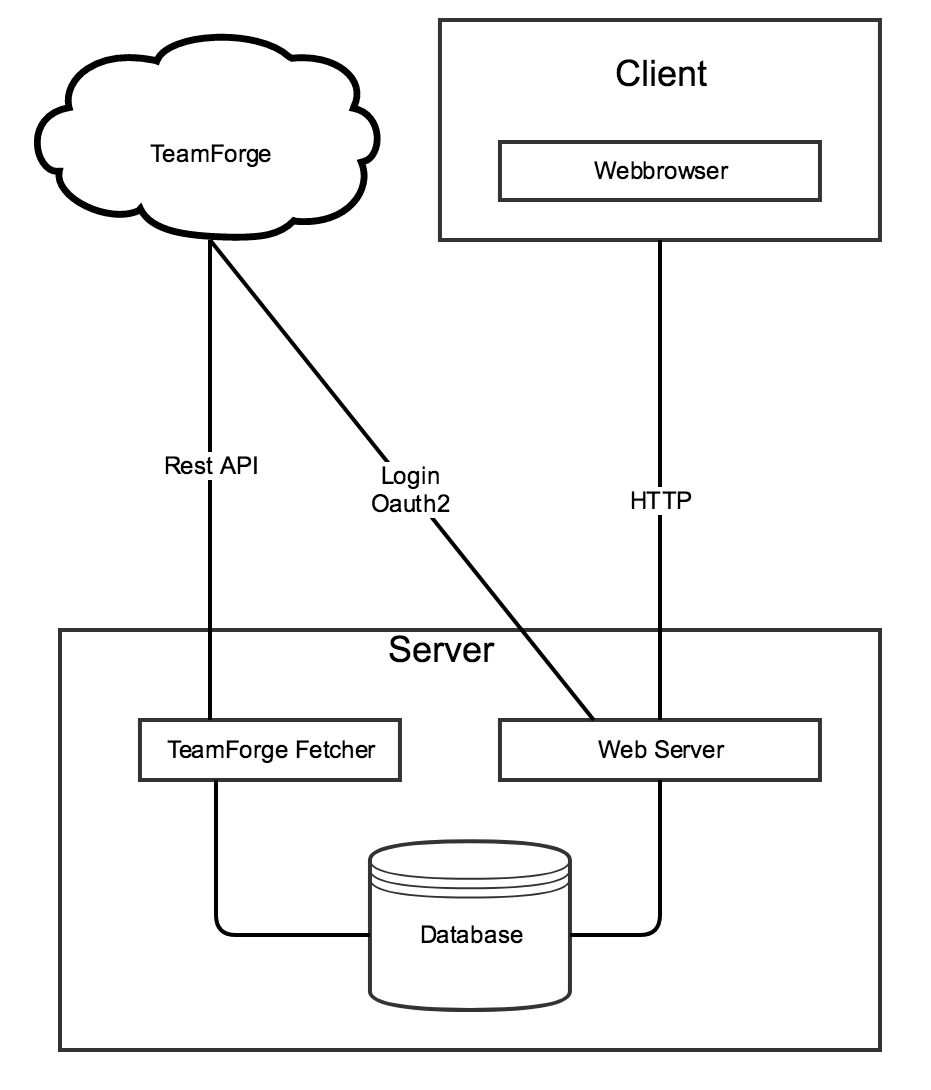 TeamForge
Client
Webbrowser
Rest API
Login
Oauth2
HTTP
Server
TeamForge Fetcher
Web Server
Database